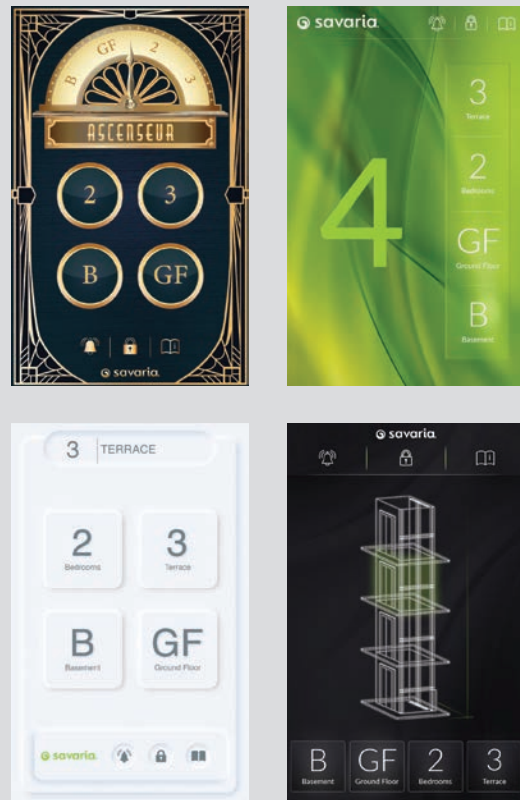 B GF 2 3
ASCENSEUR
2 3
B GF
savaria.
savaria.
4
3
Terrace
2
Bedrooms
GF
Ground Floor
B
Basement
3 TERRACE
2 3
Bedrooms Terrace
B GF
Basement Ground Floor
savaria.
savaria.
B GF 2 3
Basement Ground Floor Bedrooms Terrace